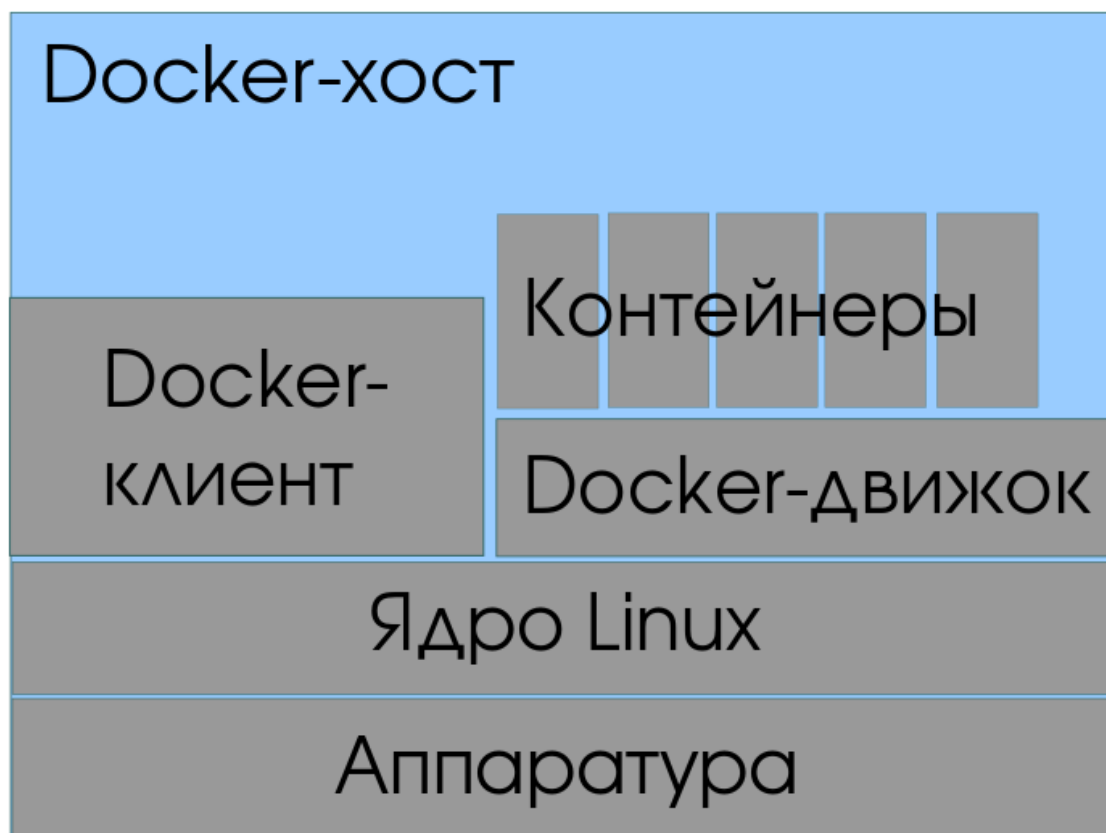 Docker-хост
Контейнеры
Docker-
клиент
Docker-движок
Ядро Linux
Аппаратура